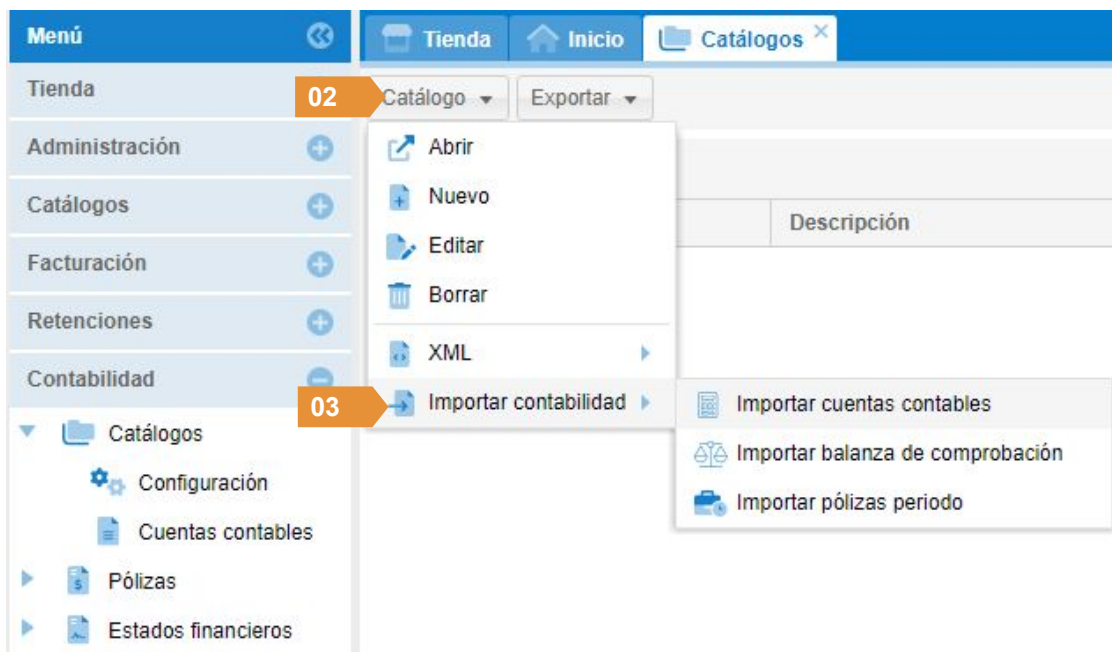 Menú
Tienda
Administración
Catálogos
Facturación
Retenciones
Contabilidad
Catálogos
Configuración
Cuentas contables
Pólizas
Estados financieros
Tienda Inicio Catálogos
02 Catálogo Exportar
Abrir
Nuevo
Editar
Borrar
XML
03 Importar contabilidad
Descripción
Importar cuentas contables
Importar balanza de comprobación
Importar pólizas periodo